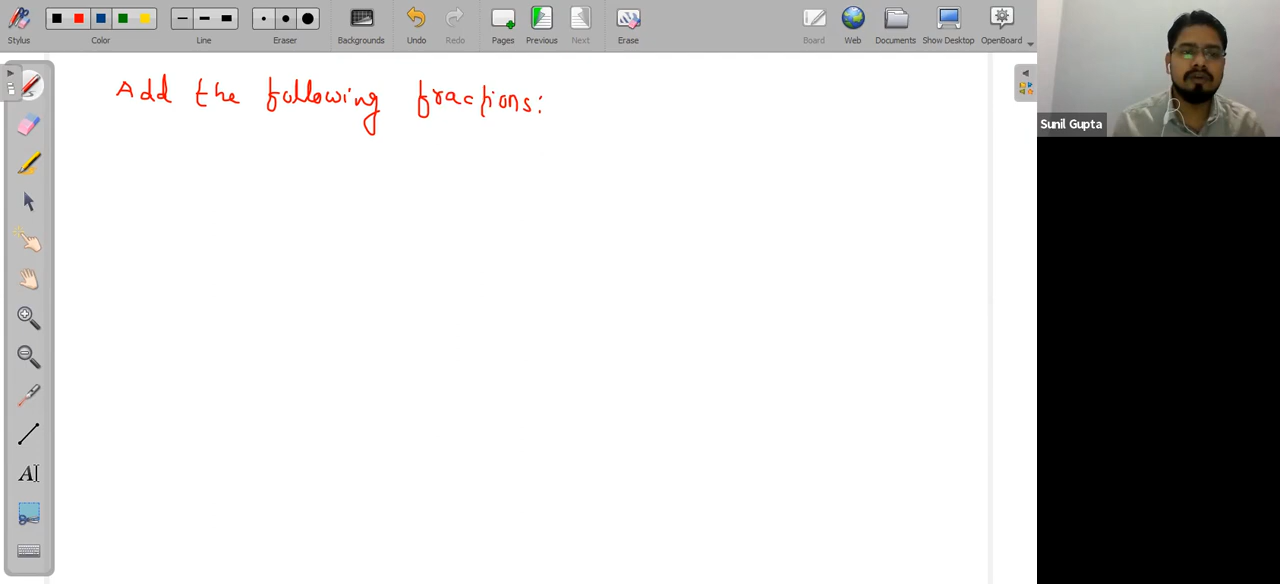 Stylus
Color
Line
Eraser
Backgrounds
Undo
Redo
Pages
Previous
Next
Erase
Board
Web
Documents
Show Desktop
OpenBoard
Add the following fractions:
Sunil Gupta